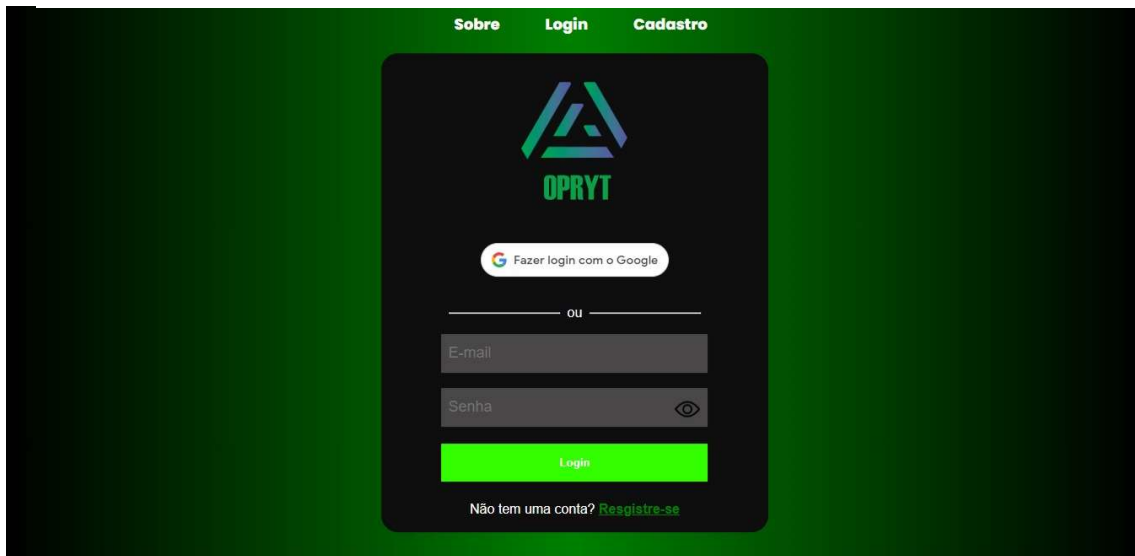 Sobre Login Cadastro
OPRYT
Fazer login com o Google
ou
E-mail
Senha
Login
Não tem uma conta? Resgistre-se